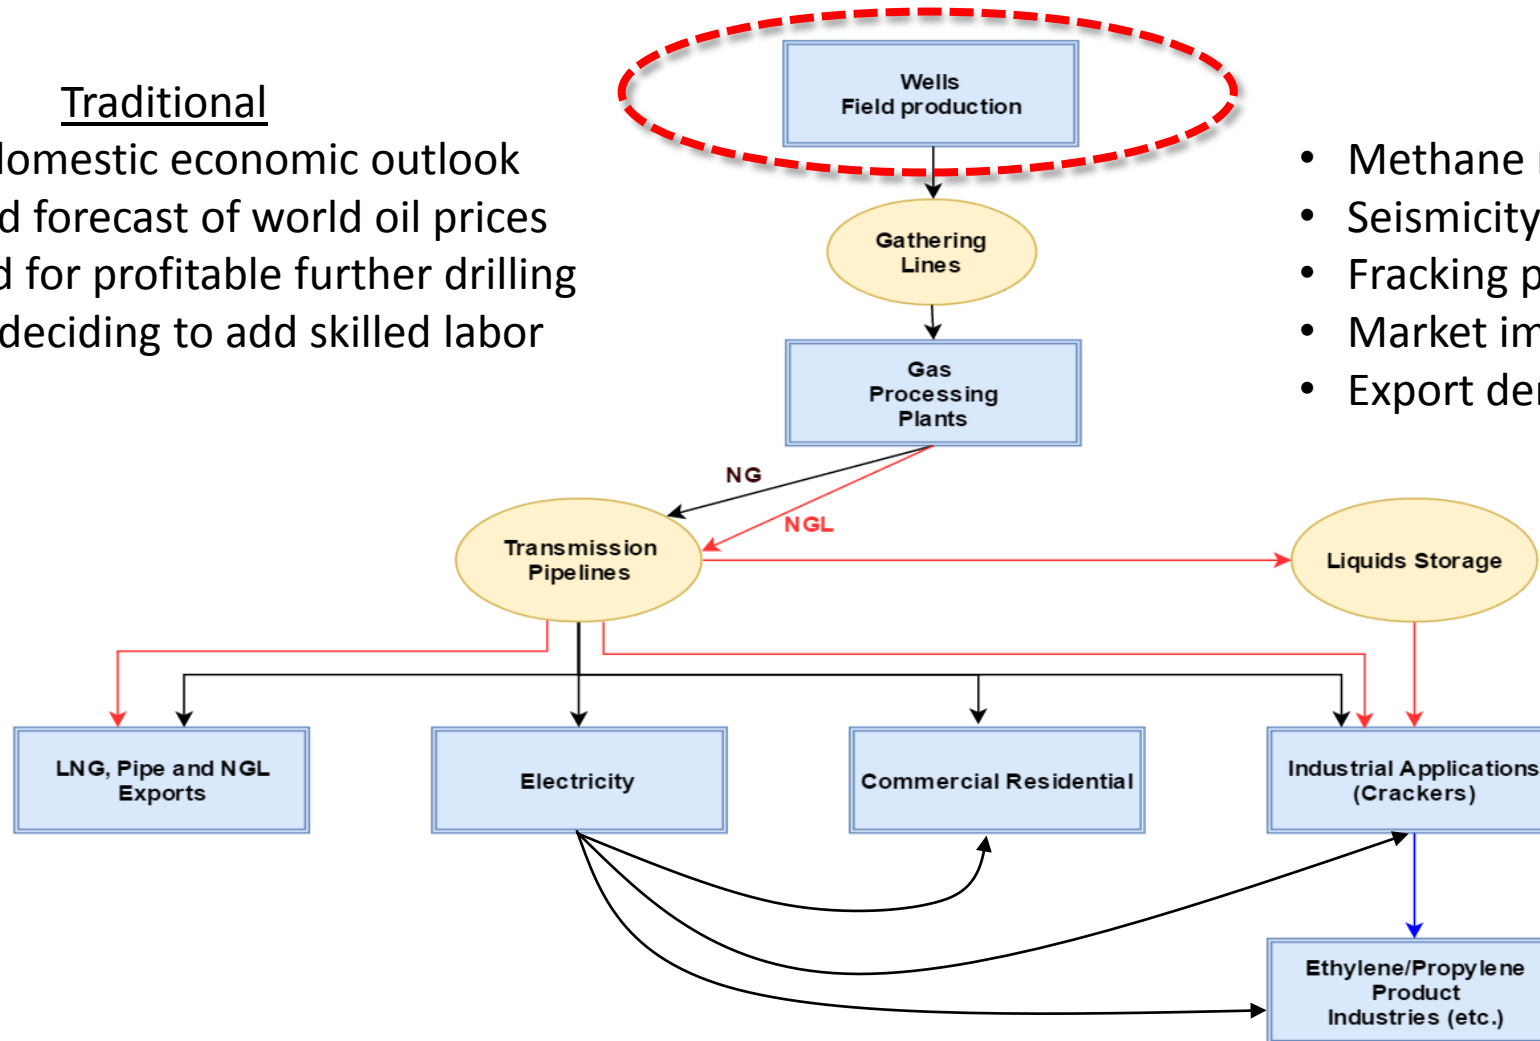 Traditional
domestic economic outlook
forecast of world oil prices
for profitable further drilling
deciding to add skilled labor
Wells
Field production
• Methane
• Seismicity
• Fracking
• Market
• Export
Gathering
Lines
Gas
Processing
Plants
NG
NGL
Transmission
Pipelines
Liquids Storage
LNG, Pipe and NGL
Exports
Electricity
Commercial Residential
Industrial Applications
(Crackers)
Ethylene/Propylene
Product
Industries (etc.)